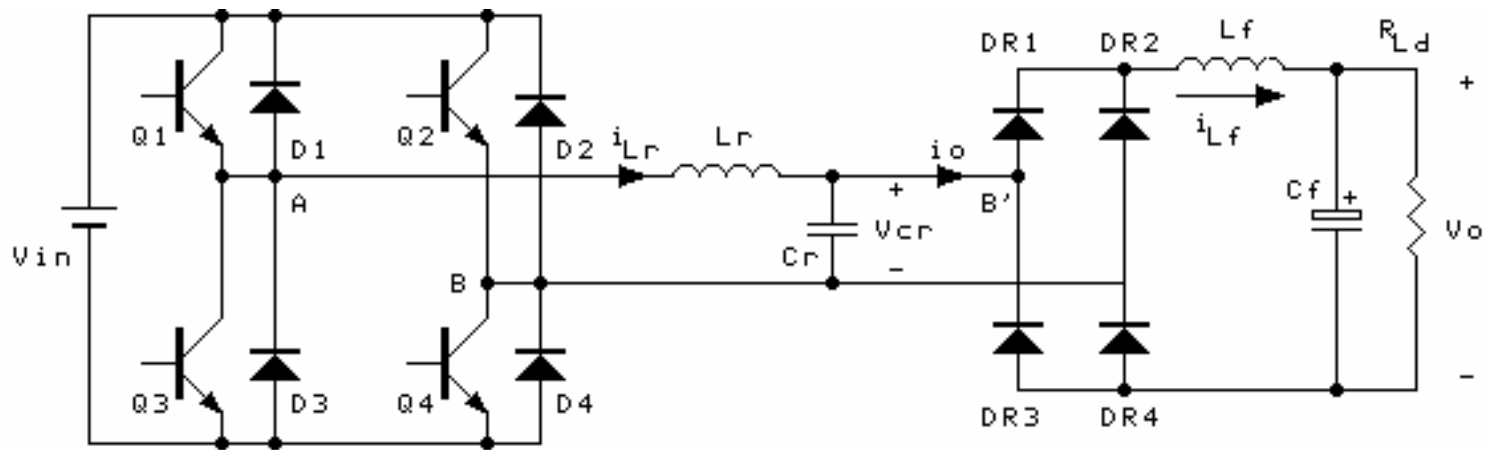 DR1 DR2 Lf RLd
Q1 D1 Q2 D2 iLr Lr io iLf +
A + B' Cf +
Vin Cr Vcr Vo
B -
Q3 D3 Q4 D4 DR3 DR4 -